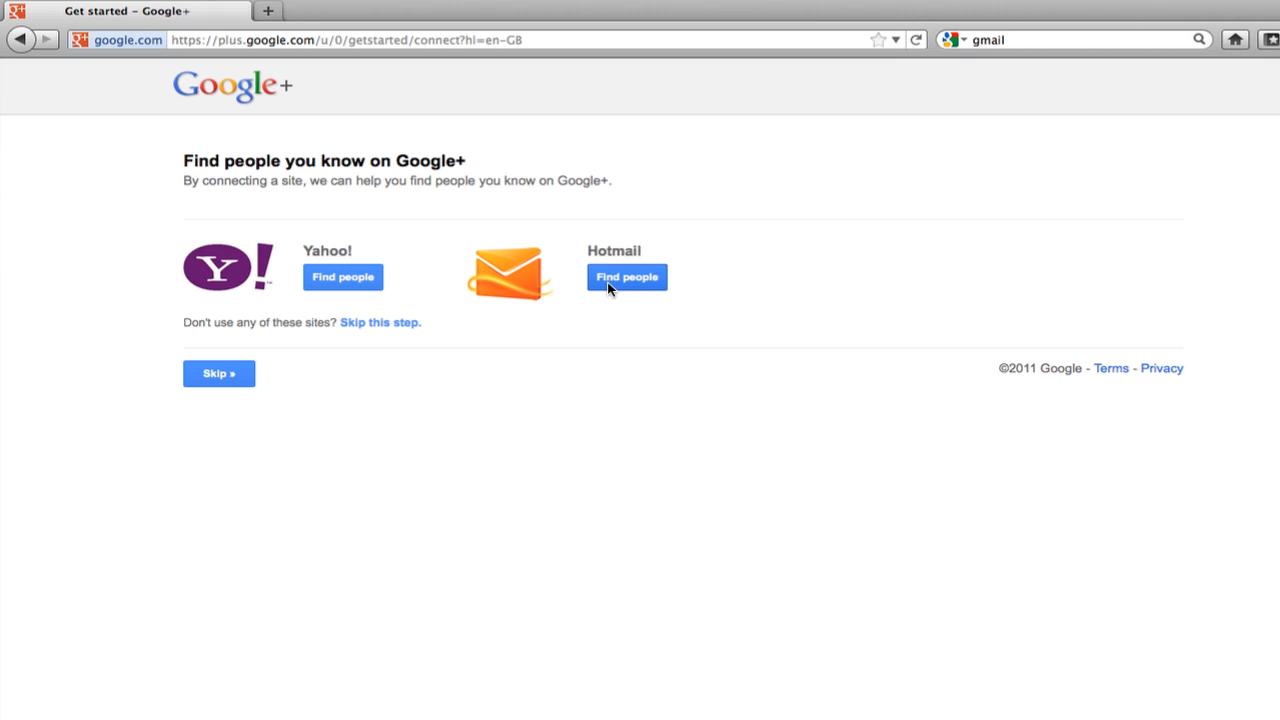 Get started – Google+
google.com https://plus.google.com/u/0/getstarted/connect?hl=en-GB gmail
Google+
Find people you know on Google+
By connecting a site, we can help you find people you know on Google+.
Y! Yahoo! Hotmail
Find people Find people
Don't use any of these sites? Skip this step.
Skip » ©2011 Google - Terms - Privacy